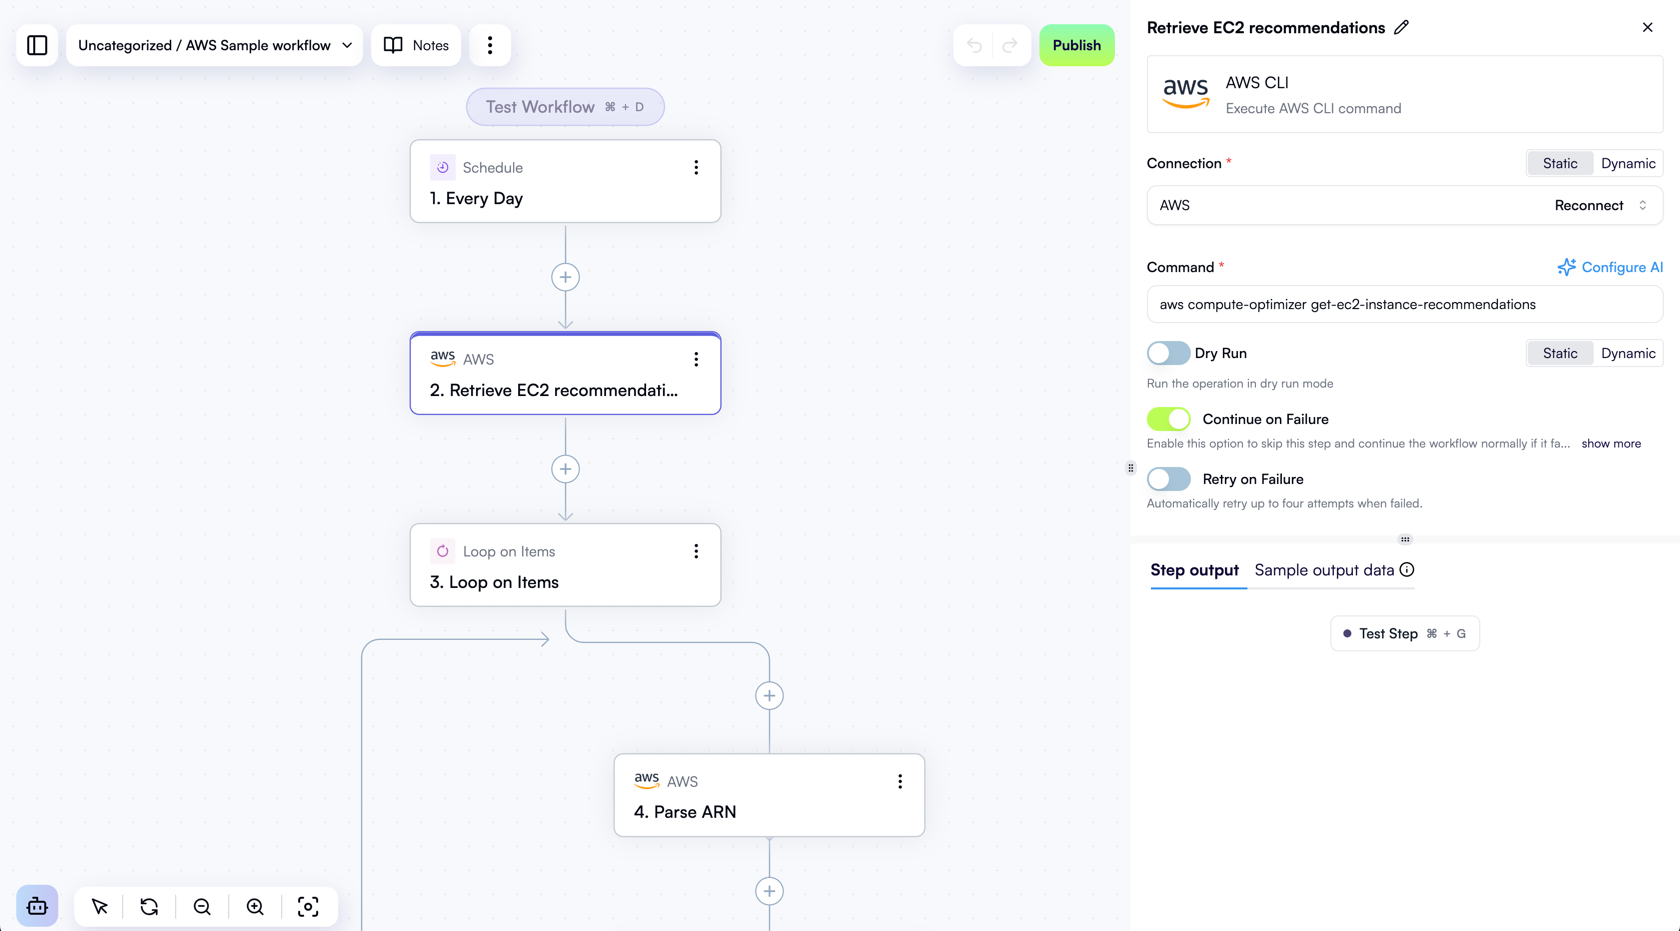 Uncategorized / AWS Sample workflow
Notes
Publish
Test Workflow ⌘ + D
Schedule
1. Every Day
aws AWS
2. Retrieve EC2 recommendati...
Loop on Items
3. Loop on Items
aws AWS
4. Parse ARN
Retrieve EC2 recommendations
aws
AWS CLI
Execute AWS CLI command
Connection *
Static Dynamic
AWS
Reconnect
Command *
Configure AI
aws compute-optimizer get-ec2-instance-recommendations
Dry Run
Static Dynamic
Run the operation in dry run mode
Continue on Failure
Enable this option to skip this step and continue the workflow normally if it fa... show more
Retry on Failure
Automatically retry up to four attempts when failed.
Step output Sample output data
Test Step ⌘ + G